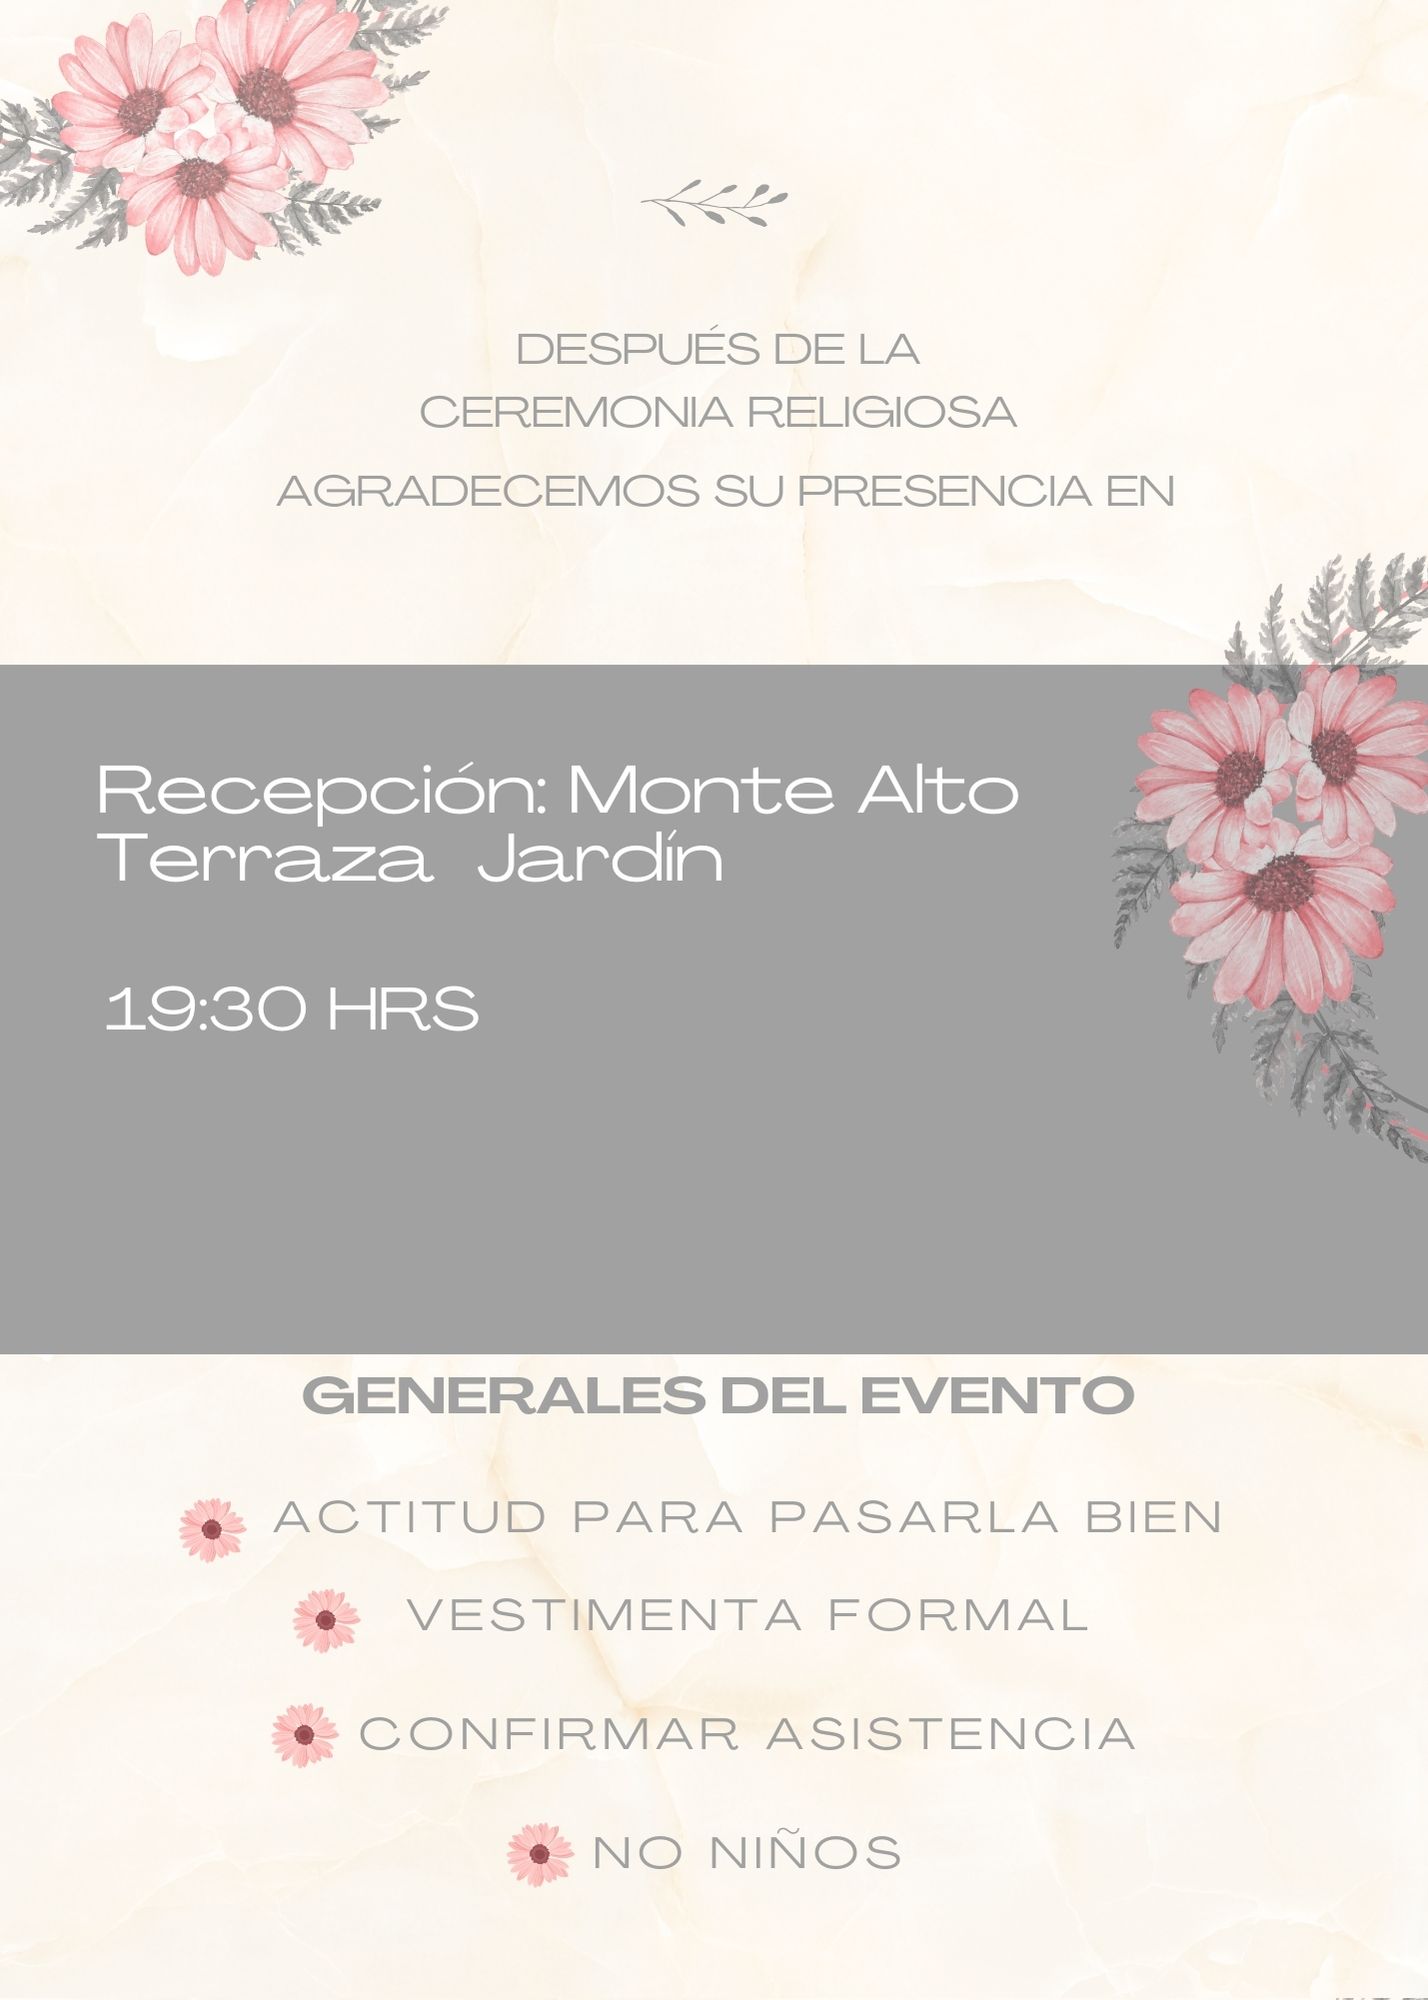 DESPUÉS DE LA
CEREMONIA RELIGIOSA
AGRADECEMOS SU PRESENCIA EN
Recepción: Monte Alto
Terraza Jardín
19:30 HRS
GENERALES DEL EVENTO
ACTITUD PARA PASARLA BIEN
VESTIMENTA FORMAL
CONFIRMAR ASISTENCIA
NO NIÑOS